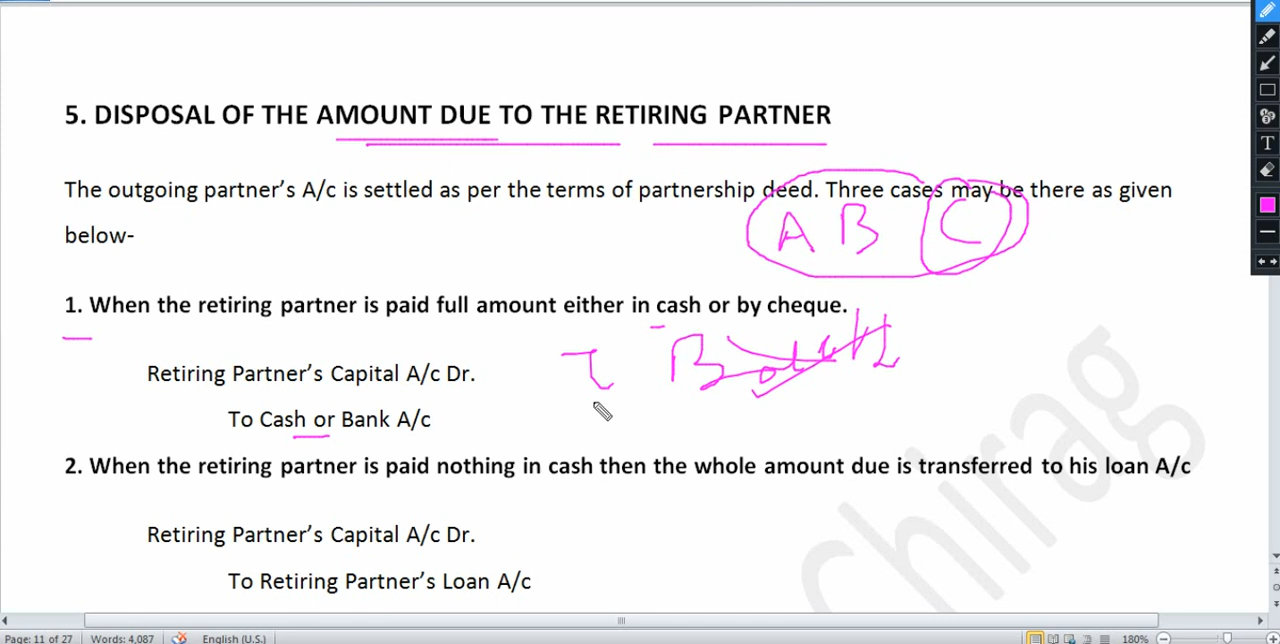 5. DISPOSAL OF THE AMOUNT DUE TO THE RETIRING PARTNER
The outgoing partner's A/c is settled as per the terms of partnership deed. Three cases may be there as given
below-
A B C
1. When the retiring partner is paid full amount either in cash or by cheque.
Retiring Partner's Capital A/c Dr.
To Cash or Bank A/c
2. When the retiring partner is paid nothing in cash then the whole amount due is transferred to his loan A/c
Retiring Partner's Capital A/c Dr.
To Retiring Partner's Loan A/c
Chirag
Page: 11 of 27 Words: 4,087 English (U.S.) 180%